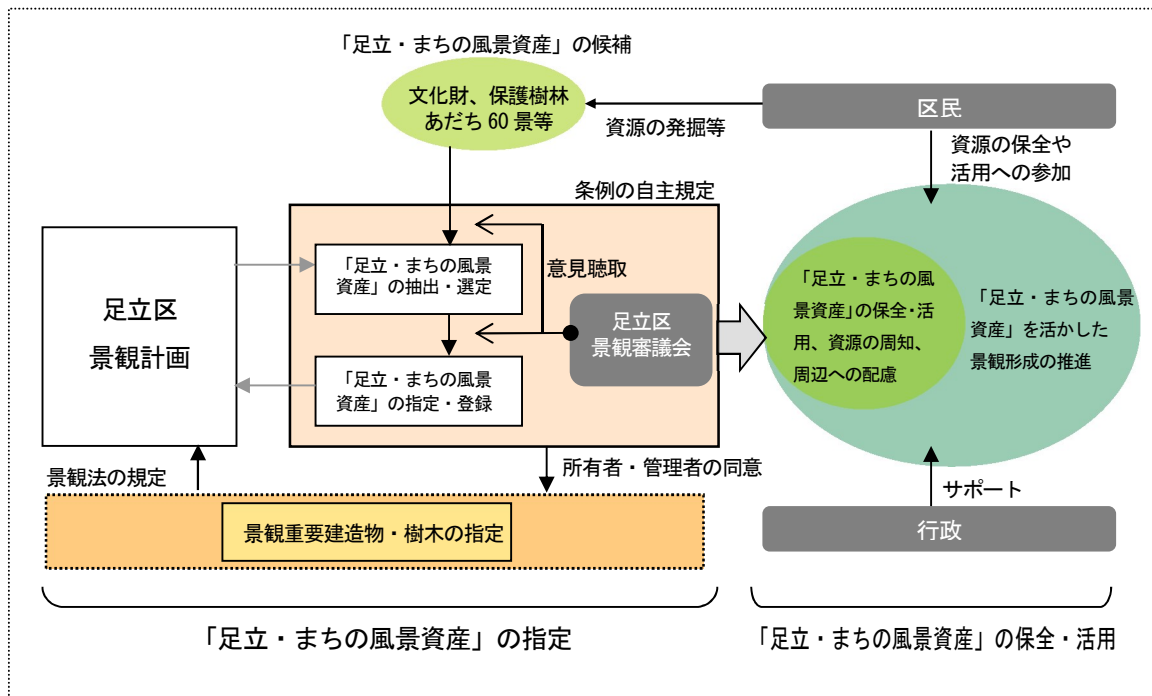 「足立・まちの風景資産」の候補
文化財、保護樹林
あだち 60 景等
資源の発掘等
区民
資源の保全や
活用への参加
条例の自主規定
足立区
景観計画
「足立・まちの風景
資産」の抽出・選定
意見聴取
足立区
景観審議会
「足立・まちの風景
資産」の指定・登録
「足立・まちの風
景資産」の保全・活
用、資源の周知、
周辺への配慮
「足立・まちの風景
資産」を活かした
景観形成の推進
景観法の規定
所有者・管理者の同意
サポート
景観重要建造物・樹木の指定
行政
「足立・まちの風景資産」の指定
「足立・まちの風景資産」の保全・活用